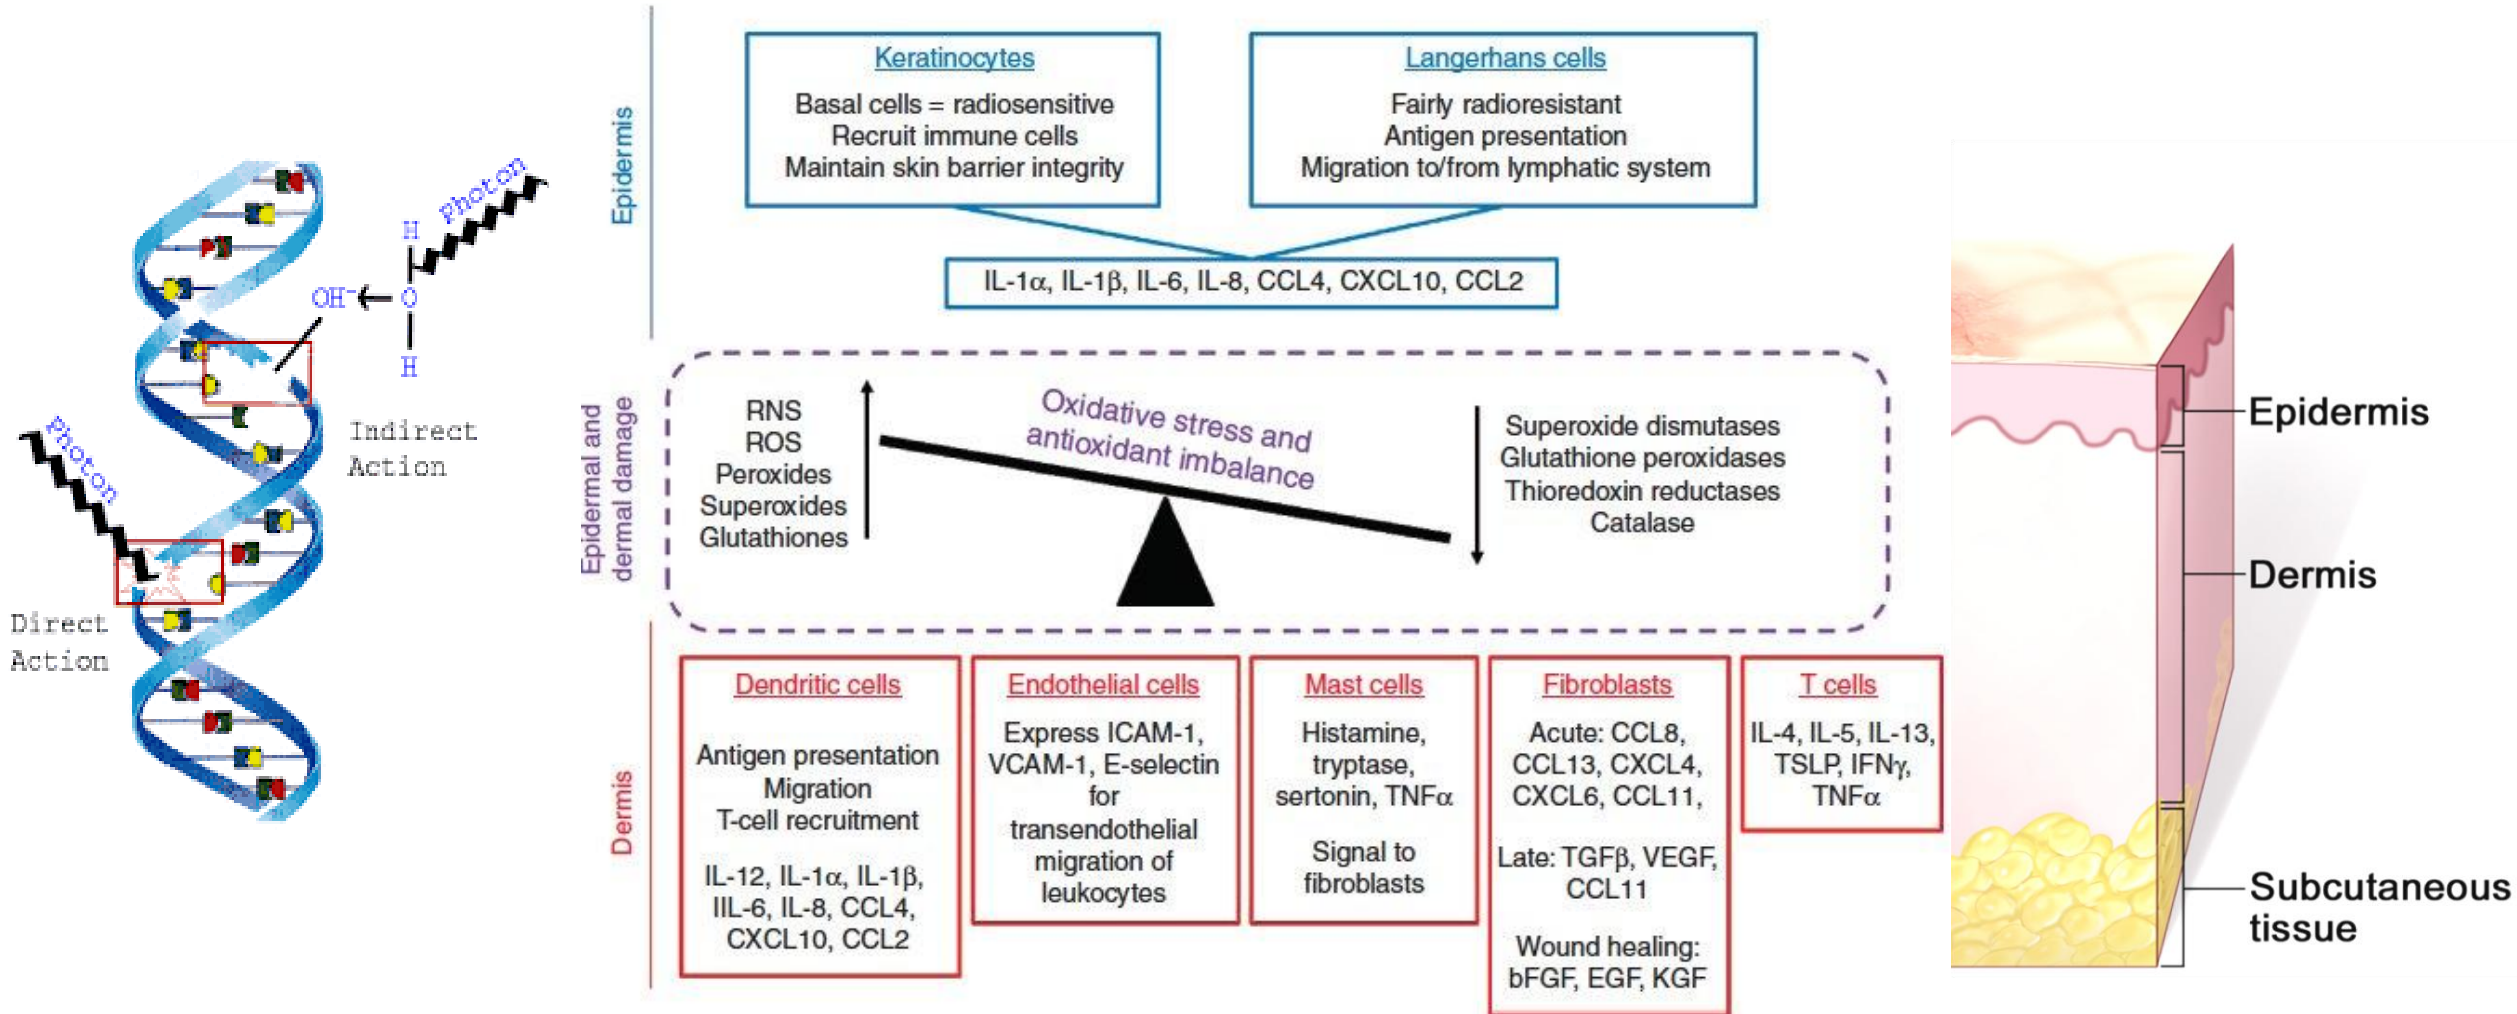 Photon
H
OH⁻
O
H
Indirect
Action
Photon
Direct
Action
Epidermis
Keratinocytes
Basal cells = radiosensitive
Recruit immune cells
Maintain skin barrier integrity
Langerhans cells
Fairly radioresistant
Antigen presentation
Migration to/from lymphatic system
IL-1α, IL-1β, IL-6, IL-8, CCL4, CXCL10, CCL2
Epidermal and
dermal damage
RNS
ROS
Peroxides
Superoxides
Glutathiones
Oxidative stress and
antioxidant imbalance
Superoxide dismutases
Glutathione peroxidases
Thioredoxin reductases
Catalase
Dermis
Dendritic cells
Antigen presentation
Migration
T-cell recruitment
IL-12, IL-1α, IL-1β,
IIL-6, IL-8, CCL4,
CXCL10, CCL2
Endothelial cells
Express ICAM-1,
VCAM-1, E-selectin
for
transendothelial
migration of
leukocytes
Mast cells
Histamine,
tryptase,
sertonin, TNFα
Signal to
fibroblasts
Fibroblasts
Acute: CCL8,
CCL13, CXCL4,
CXCL6, CCL11,
Late: TGFβ, VEGF,
CCL11
Wound healing:
bFGF, EGF, KGF
T cells
IL-4, IL-5, IL-13,
TSLP, IFNγ,
TNFα
Epidermis
Dermis
Subcutaneous
tissue